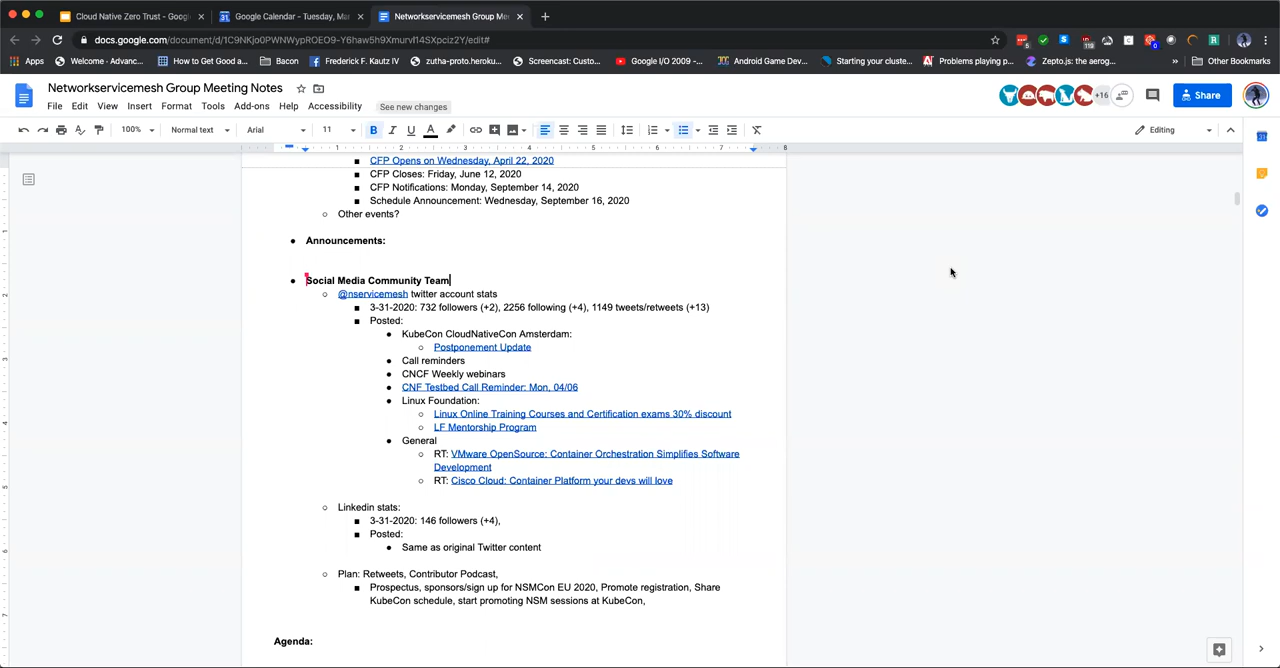 Cloud Native Zero Trust - Googl
Google Calendar - Tuesday, Mar
Networkservicemesh Group Mee
docs.google.com/document/d/1C9NKjo0PWNWypROEO9-Y6haw5h9Xmurvl14SXpciz2Y/edit#
Apps
Welcome - Advanc...
How to Get Good a...
Bacon
Frederick F. Kautz IV
zutha-proto.heroku...
Screencast: Custo...
Google I/O 2009 -...
Android Game Dev...
Starting your cluste...
Problems playing p...
Zepto.js: the aerog...
Other Bookmarks
Networkservicemesh Group Meeting Notes
File Edit View Insert Format Tools Add-ons Help Accessibility
See new changes
+16
Share
100% Normal text Arial 11 B I U A
Editing
1 2 3 4 5 6 7 8
CFP Opens on Wednesday, April 22, 2020
CFP Closes: Friday, June 12, 2020
CFP Notifications: Monday, September 14, 2020
Schedule Announcement: Wednesday, September 16, 2020
Other events?
Announcements:
Social Media Community Team
@nservicemesh twitter account stats
3-31-2020: 732 followers (+2), 2256 following (+4), 1149 tweets/retweets (+13)
Posted:
KubeCon CloudNativeCon Amsterdam:
Postponement Update
Call reminders
CNCF Weekly webinars
CNF Testbed Call Reminder: Mon, 04/06
Linux Foundation:
Linux Online Training Courses and Certification exams 30% discount
LF Mentorship Program
General
RT: VMware OpenSource: Container Orchestration Simplifies Software
Development
RT: Cisco Cloud: Container Platform your devs will love
Linkedin stats:
3-31-2020: 146 followers (+4),
Posted:
Same as original Twitter content
Plan: Retweets, Contributor Podcast,
Prospectus, sponsors/sign up for NSMCon EU 2020, Promote registration, Share
KubeCon schedule, start promoting NSM sessions at KubeCon,
Agenda: